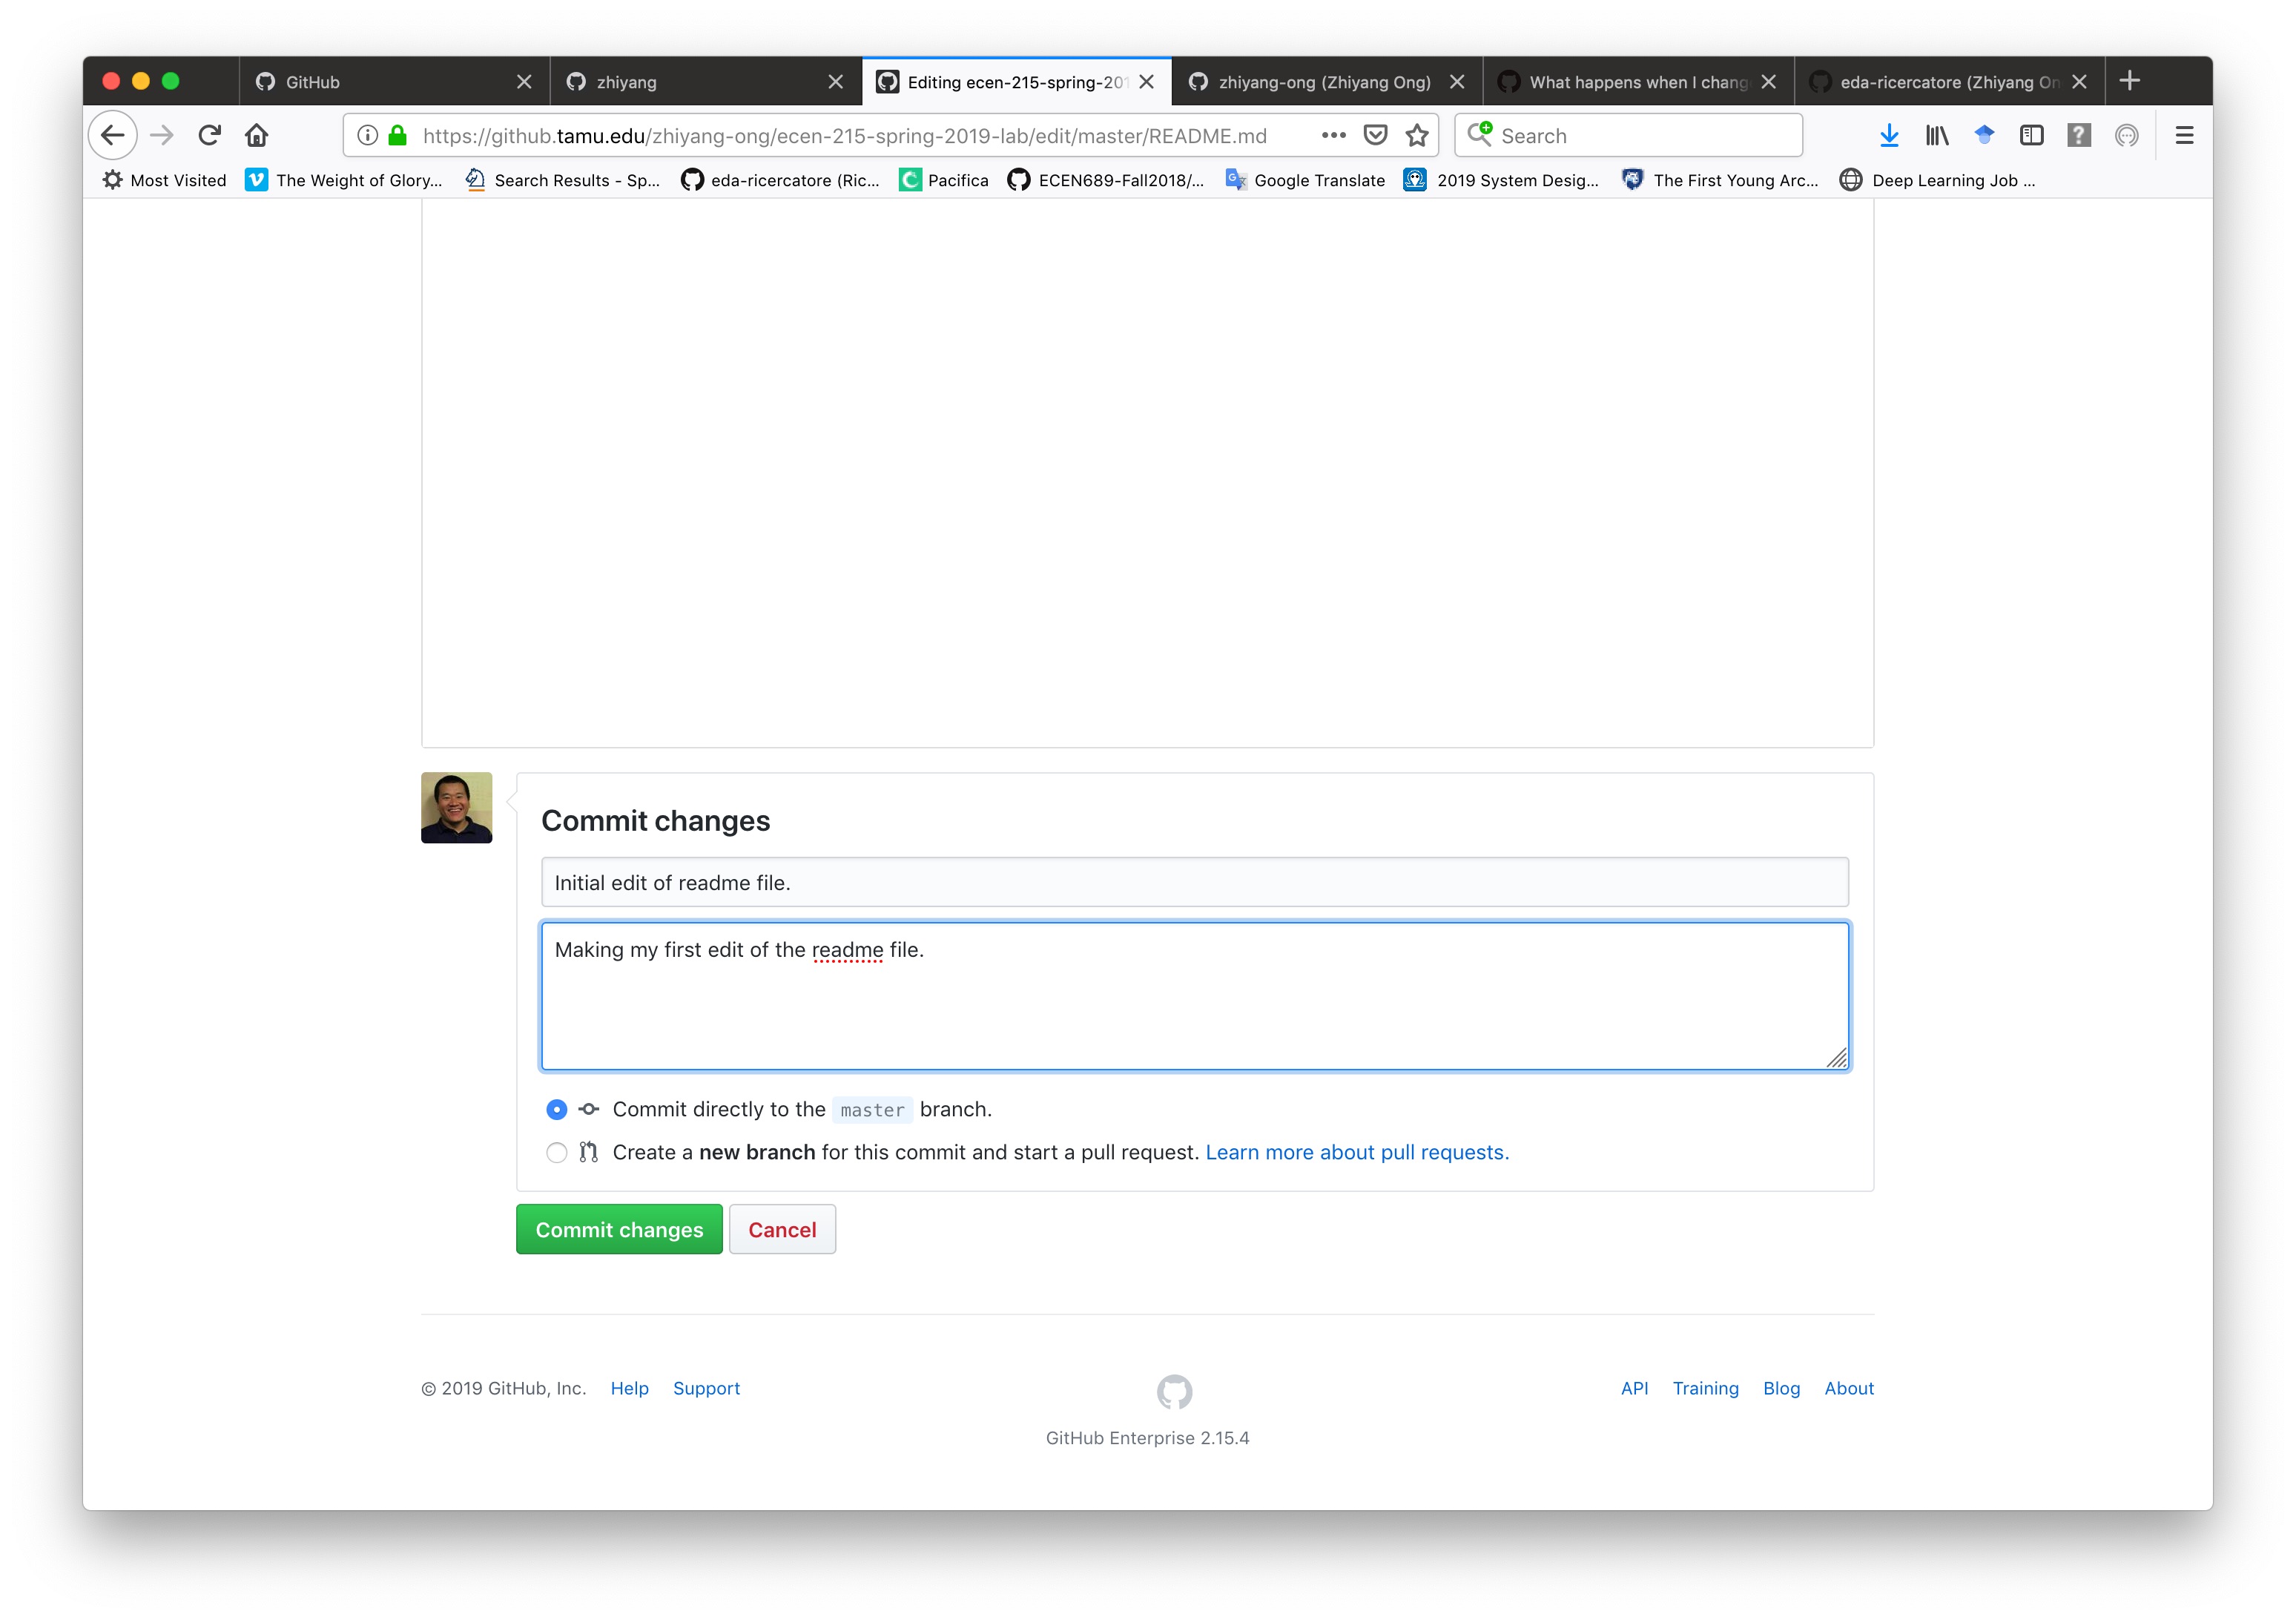 GitHub
zhiyang
Editing ecen-215-spring-201
zhiyang-ong (Zhiyang Ong)
What happens when I chang
eda-ricercatore (Zhiyang On
https://github.tamu.edu/zhiyang-ong/ecen-215-spring-2019-lab/edit/master/README.md
Search
Most Visited
The Weight of Glory...
Search Results - Sp...
eda-ricercatore (Ric...
Pacifica
ECEN689-Fall2018/...
Google Translate
2019 System Desig...
The First Young Arc...
Deep Learning Job ...
Commit changes
Initial edit of readme file.
Making my first edit of the readme file.
Commit directly to the master branch.
Create a new branch for this commit and start a pull request. Learn more about pull requests.
Commit changes
Cancel
© 2019 GitHub, Inc.
Help
Support
API
Training
Blog
About
GitHub Enterprise 2.15.4